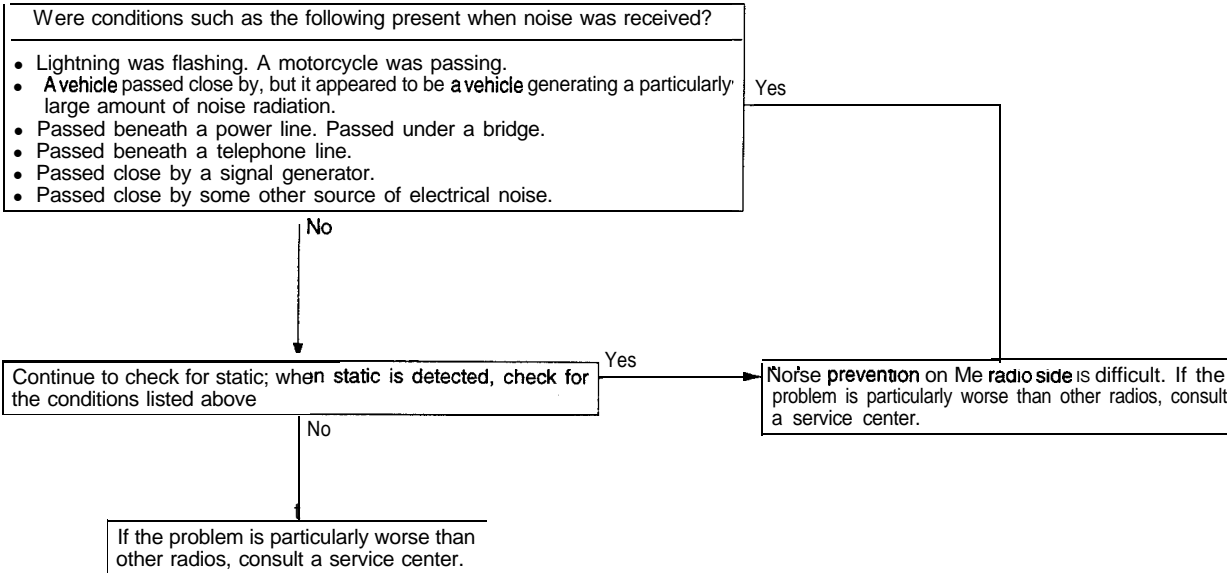 Were conditions such as the following present when noise was received?
• Lightning was flashing. A motorcycle was passing.
• A vehicle passed close by, but it appeared to be a vehicle generating a particularly
large amount of noise radiation.
• Passed beneath a power line. Passed under a bridge.
• Passed beneath a telephone line.
• Passed close by a signal generator.
• Passed close by some other source of electrical noise.
Yes
No
Continue to check for static; when static is detected, check for
the conditions listed above
Yes
Noise prevention on Me radio side is difficult. If the
problem is particularly worse than other radios, consult
a service center.
No
If the problem is particularly worse than
other radios, consult a service center.